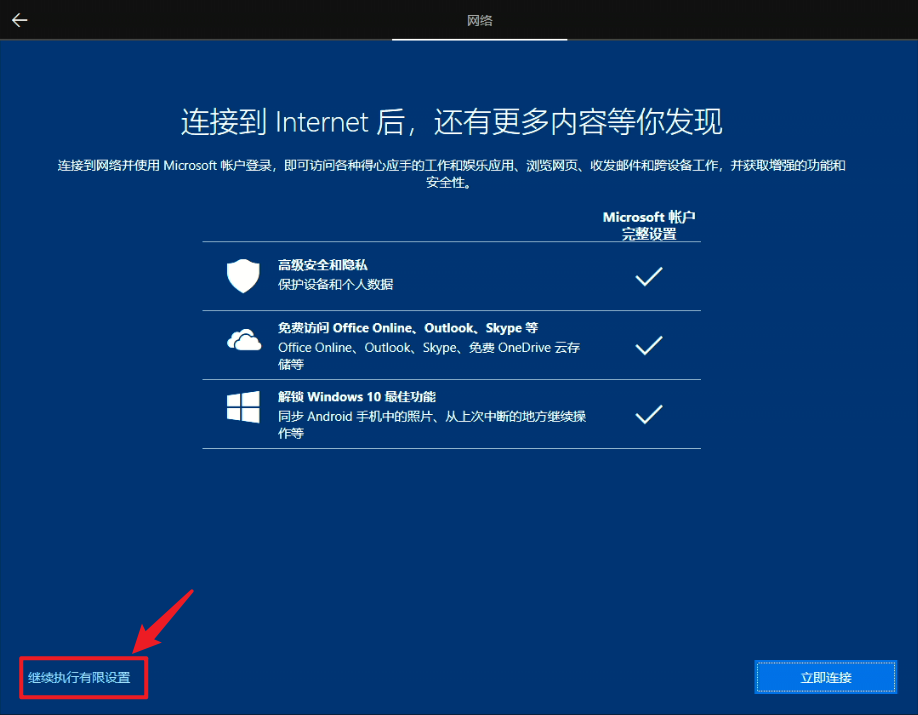 网络
连接到 Internet 后，还有更多内容等你发现
连接到网络并使用 Microsoft 帐户登录，即可访问各种得心应手的工作和娱乐应用、浏览网页、收发邮件和跨设备工作，并获取增强的功能和
安全性。
Microsoft 帐户
完整设置
高级安全和隐私
保护设备和个人数据
免费访问 Office Online、Outlook、Skype 等
Office Online、Outlook、Skype、免费 OneDrive 云存
储等
解锁 Windows 10 最佳功能
同步 Android 手机中的照片、从上次中断的地方继续操
作等
继续执行有限设置
立即连接